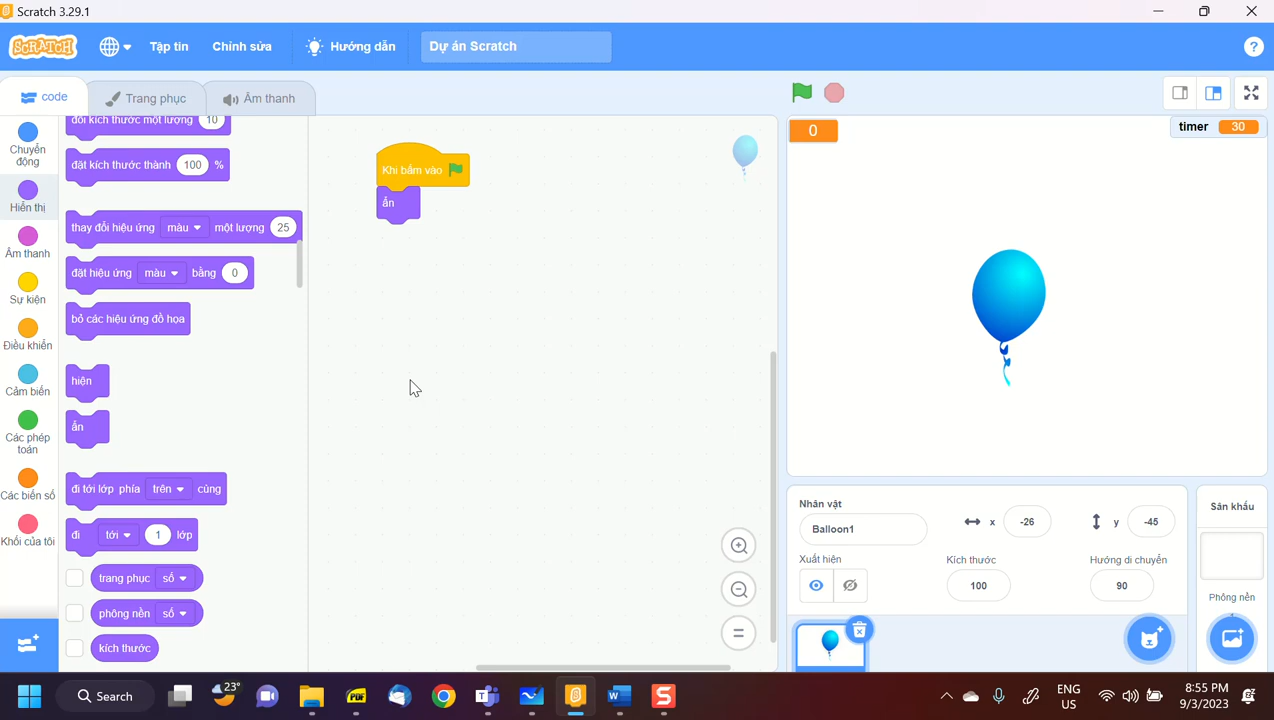 Scratch 3.29.1
SCRATCH
Tập tin
Chỉnh sửa
Hướng dẫn
Dự án Scratch
?
code
Trang phục
Âm thanh
Chuyển động
Hiển thị
Âm thanh
Sự kiện
Điều khiển
Cảm biến
Các phép toán
Các biến số
Khối của tôi
đổi kích thước một lượng 10
đặt kích thước thành 100 %
thay đổi hiệu ứng màu một lượng 25
đặt hiệu ứng màu bằng 0
bỏ các hiệu ứng đồ họa
hiện
ẩn
đi tới lớp phía trên cùng
đi tới 1 lớp
trang phục số
phông nền số
kích thước
Khi bấm vào
ẩn
0
timer 30
Nhân vật
Balloon1
x -26
y -45
Xuất hiện
Kích thước
100
Hướng di chuyển
90
Sân khấu
Phông nền
23°
Search
PDF
W
S
ENG
US
8:55 PM
9/3/2023